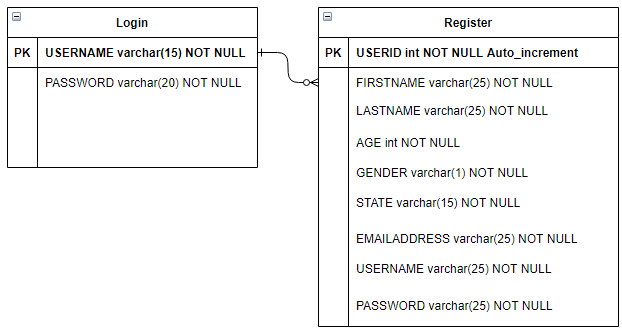 Login
PK USERNAME varchar(15) NOT NULL
PASSWORD varchar(20) NOT NULL
Register
PK USERID int NOT NULL Auto_increment
FIRSTNAME varchar(25) NOT NULL
LASTNAME varchar(25) NOT NULL
AGE int NOT NULL
GENDER varchar(1) NOT NULL
STATE varchar(15) NOT NULL
EMAILADDRESS varchar(25) NOT NULL
USERNAME varchar(25) NOT NULL
PASSWORD varchar(25) NOT NULL